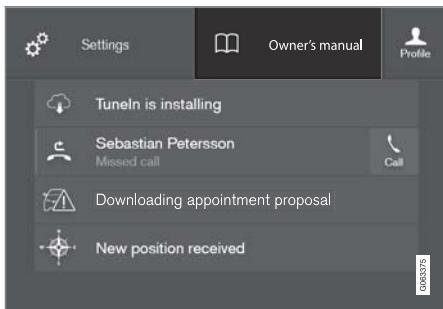 Settings
Owner's manual
Profile
TuneIn is installing
Sebastian Petersson
Missed call
Call
Downloading appointment proposal
New position received
G063375